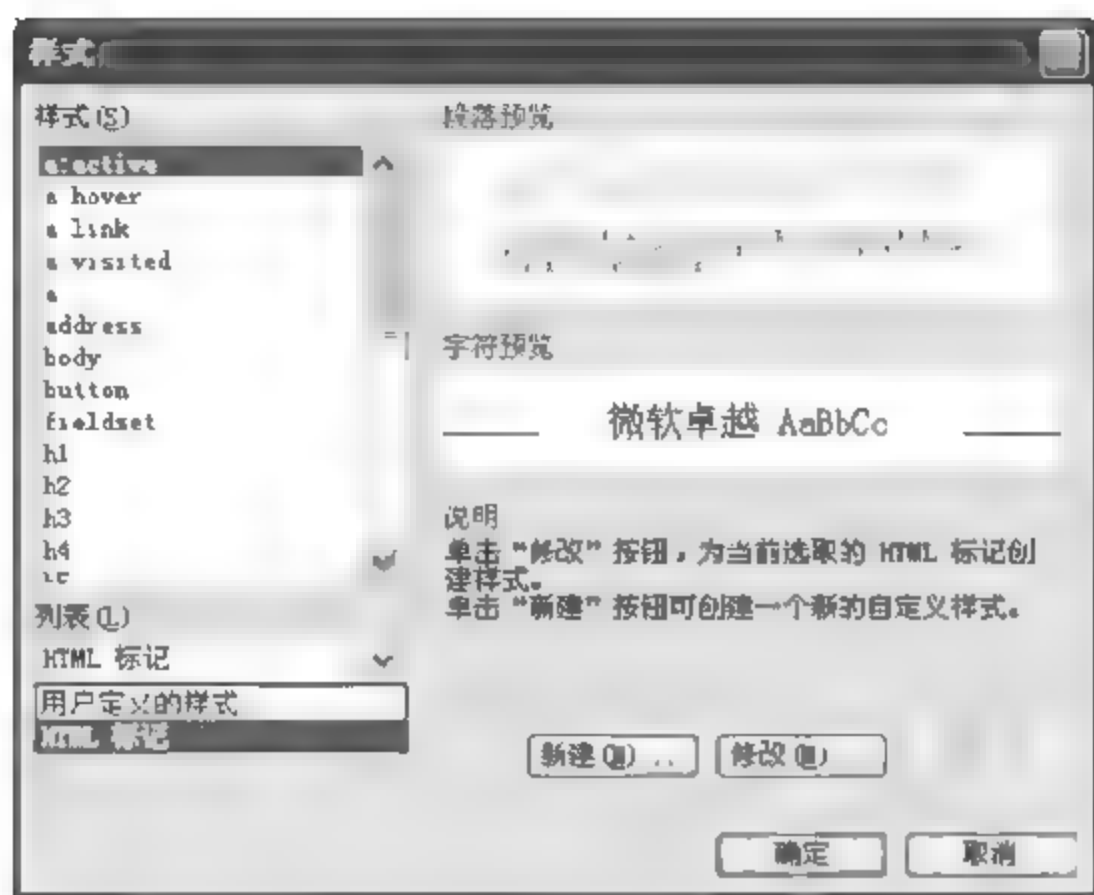 样式
样式(S)
a:active
a hover
a link
a visited
a
address
body
button
fieldset
h1
h2
h3
h4
列表(L)
HTML 标记
用户定义的样式
HTML 标记
段落预览
字符预览
微软卓越 AaBbCc
说明
单击“修改”按钮，为当前选取的 HTML 标记创
建样式。
单击“新建”按钮可创建一个新的自定义样式。
新建(N)..
修改(M)
确定
取消